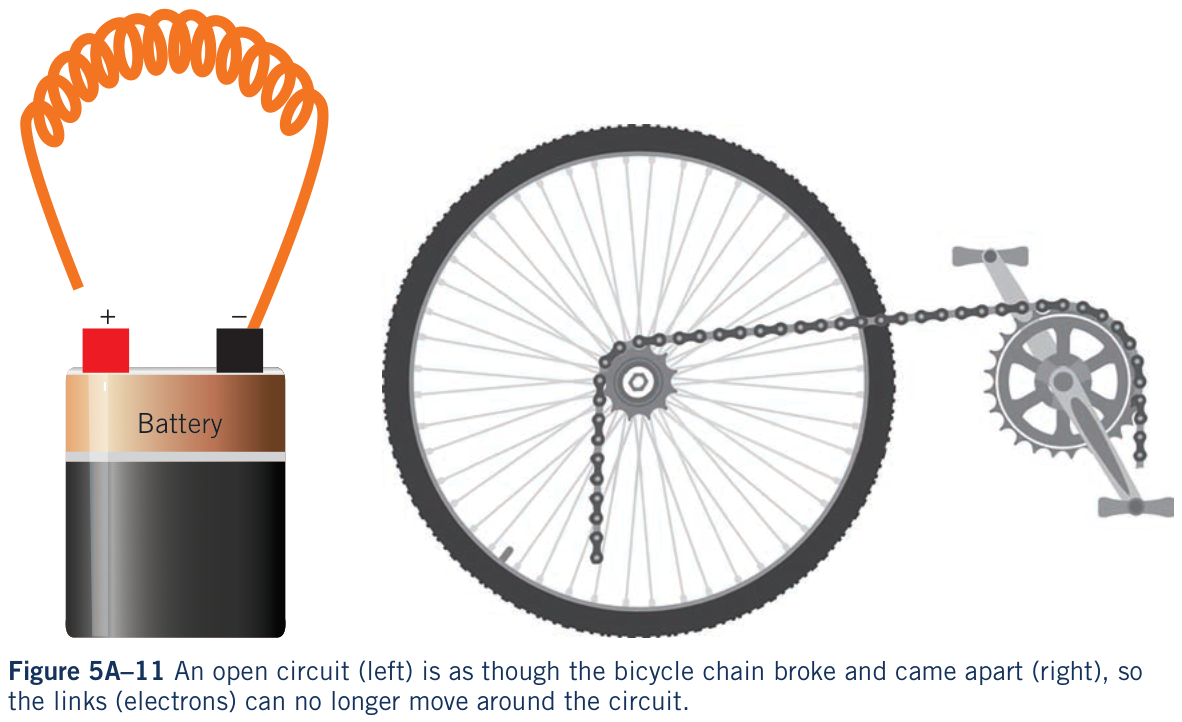 + −
Battery
Figure 5A–11 An open circuit (left) is as though the bicycle chain broke and came apart (right), so
the links (electrons) can no longer move around the circuit.